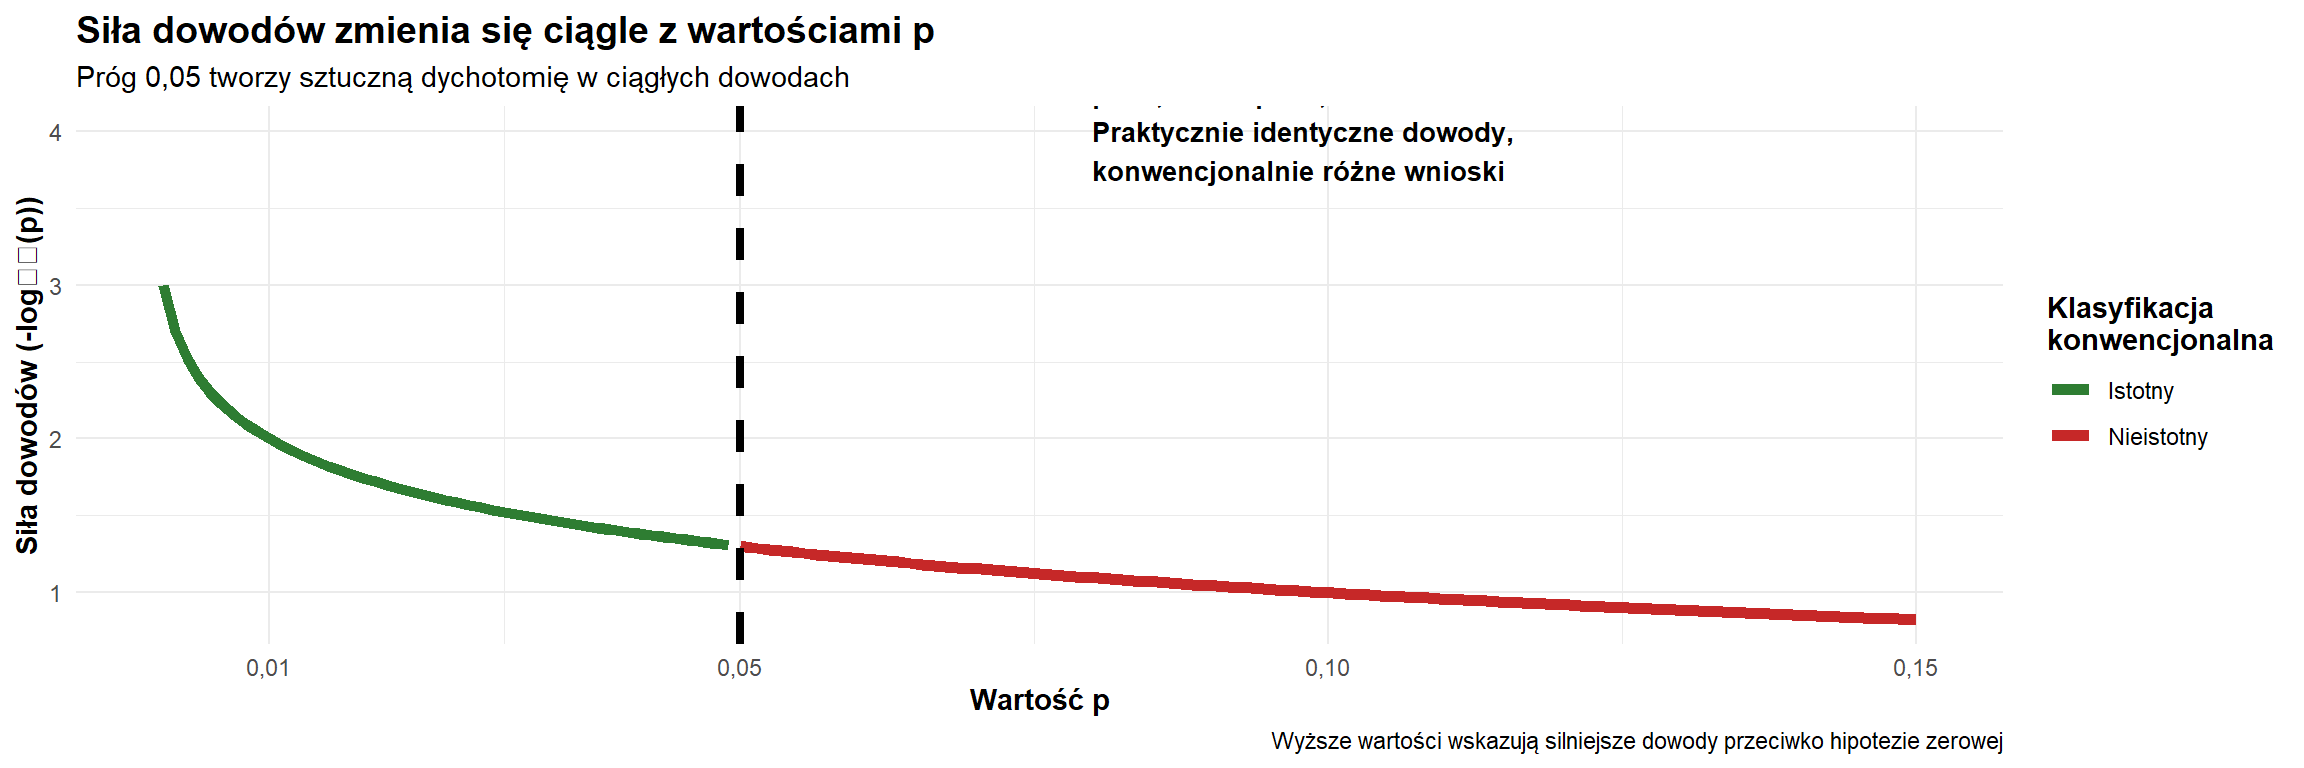 Siła dowodów zmienia się ciągle z wartościami p
Próg 0,05 tworzy sztuczną dychotomię w ciągłych dowodach
Praktycznie identyczne dowody,
konwencjonalnie różne wnioski
4
3
2
1
Siła dowodów (-log□□(p))
0,01
0,05
0,10
0,15
Wartość p
Klasyfikacja
konwencjonalna
Istotny
Nieistotny
Wyższe wartości wskazują silniejsze dowody przeciwko hipotezie zerowej